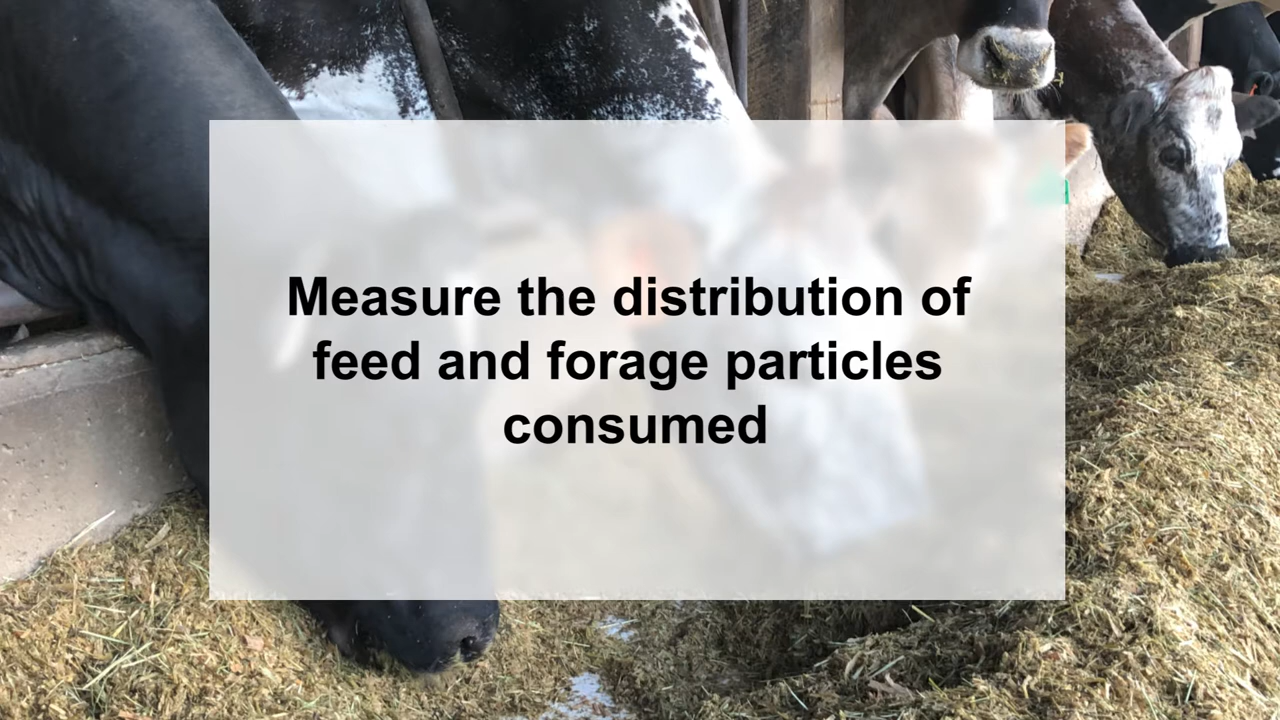 Measure the distribution of
feed and forage particles
consumed